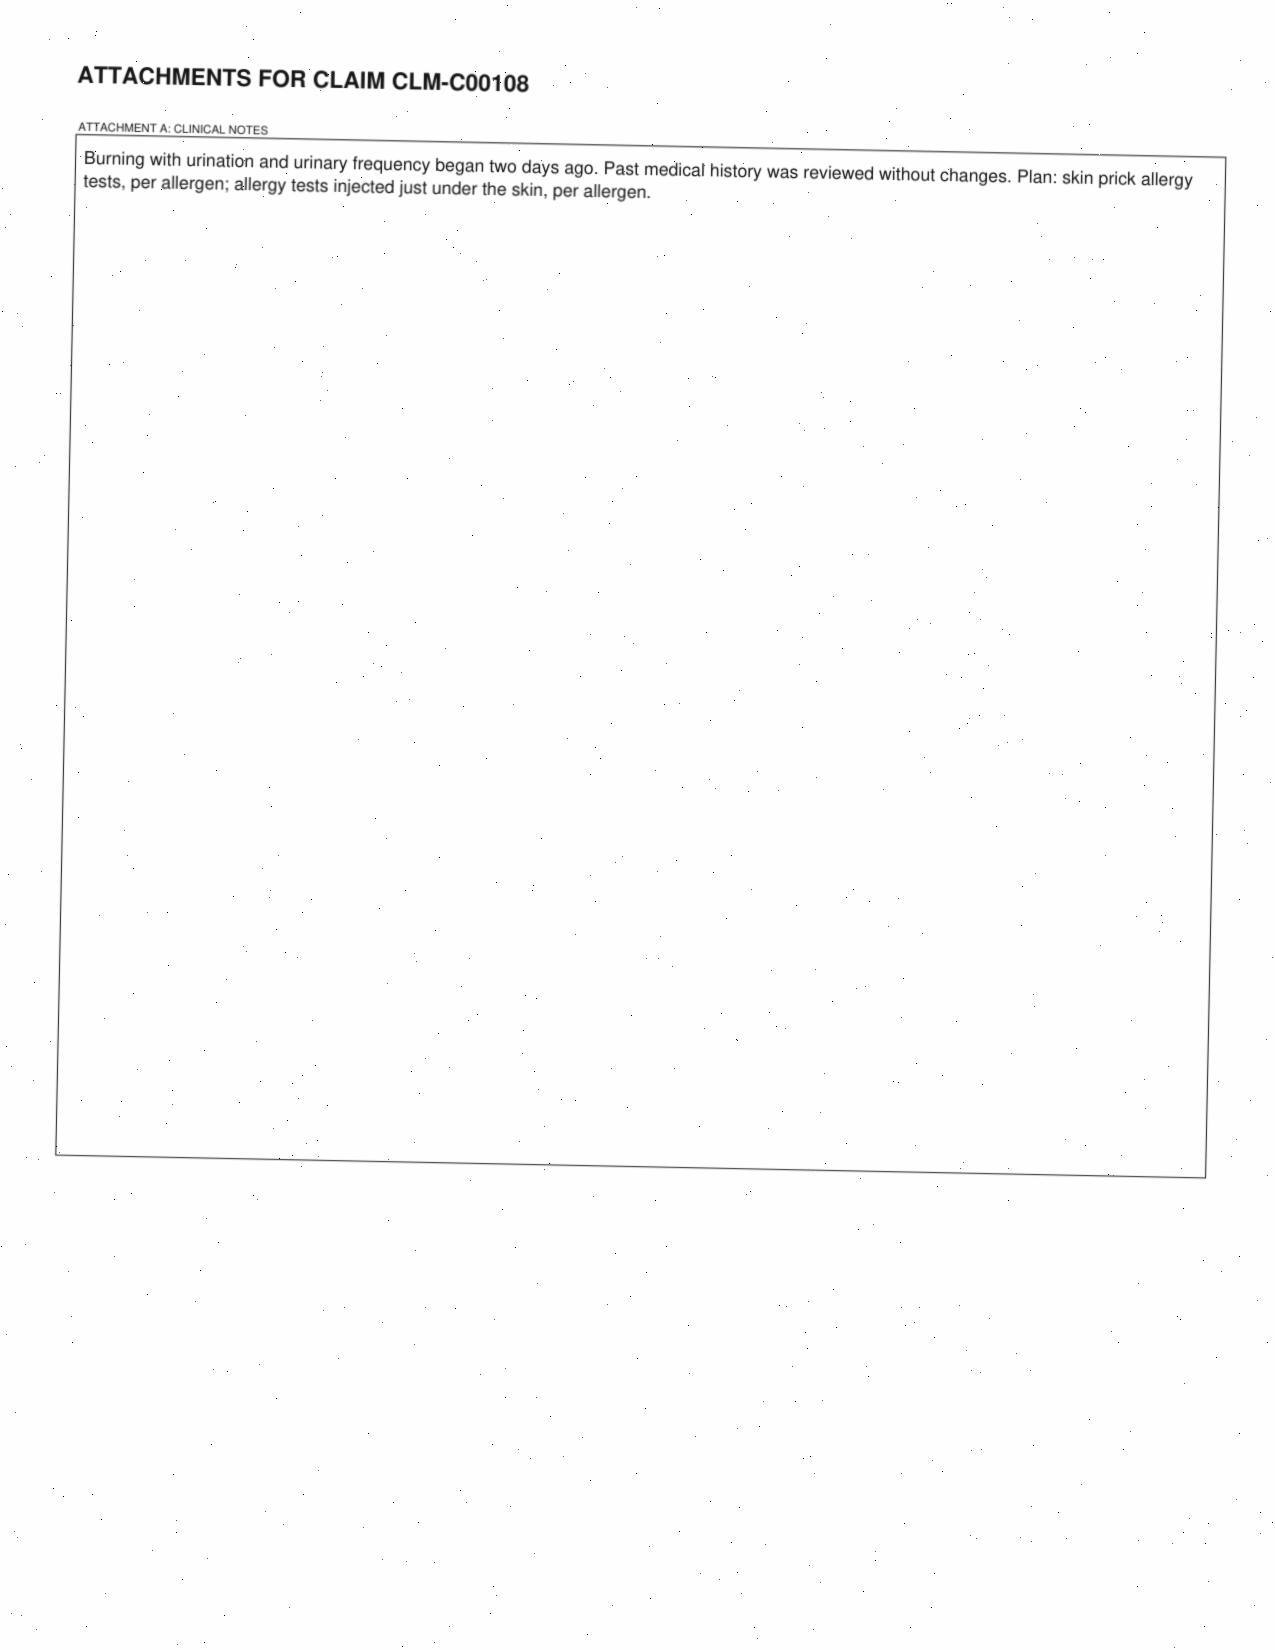 ATTACHMENTS FOR CLAIM CLM-C00108
ATTACHMENT A: CLINICAL NOTES
Burning with urination and urinary frequency began two days ago. Past medical history was reviewed without changes. Plan: skin prick allergy
tests, per allergen; allergy tests injected just under the skin, per allergen.